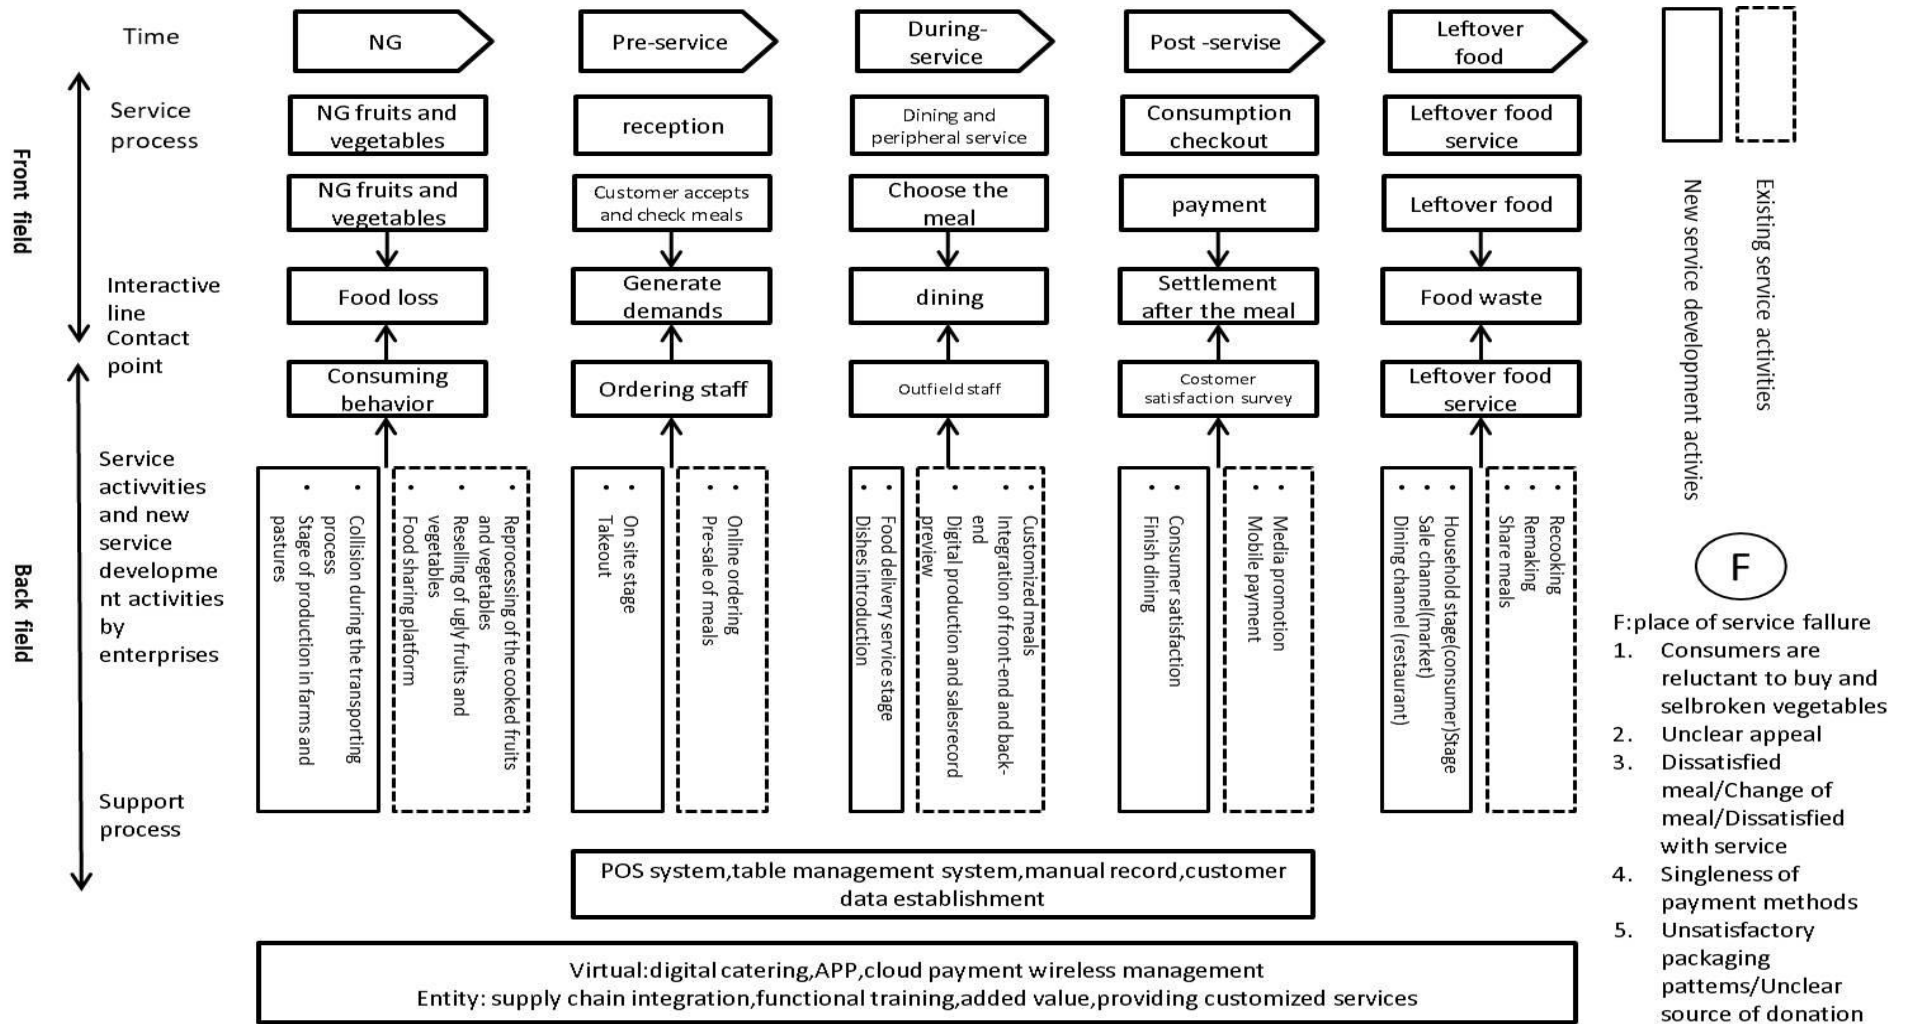 Time
NG
Pre-service
During-
service
Post -servise
Leftover
food
Front field
Service
process
NG fruits and
vegetables
reception
Dining and
peripheral service
Consumption
checkout
Leftover food
service
NG fruits and
vegetables
Customer accepts
and check meals
Choose the
meal
payment
Leftover food
Interactive
line
Food loss
Generate
demands
dining
Settlement
after the meal
Food waste
Contact
point
Consuming
behavior
Ordering staff
Outfield staff
Costomer
satisfaction survey
Leftover food
service
Back field
Service
activvities
and new
service
developme
nt activities
by
enterprises
• Collision during the transporting
process
• Stage of production in farms and
pastures
• Reprocessing of the cooked fruits
and vegetables
• Reselling of ugly fruits and
vegetables
• Food sharing platform
• On site stage
• Takeout
• Online ordering
• Pre-sale of meals
• Food delivery service stage
• Dishes introduction
• Customized meals
• Integration of front-end and back-
end
• Digital production and salesrecord
preview
• Consumer satisfaction
• Finish dining
• Media promotion
• Mobile payment
• Household stage(consumer)Stage
• Sale channel(market)
• Dining channel (restaurant)
• Recooking
• Remaking
• Share meals
Support
process
POS system,table management system,manual record,customer
data establishment
Virtual:digital catering,APP,cloud payment wireless management
Entity: supply chain integration,functional training,added value,providing customized services
New service development activies
Existing service activities
F
F:place of service fallure
1. Consumers are
reluctant to buy and
selbroken vegetables
2. Unclear appeal
3. Dissatisfied
meal/Change of
meal/Dissatisfied
with service
4. Singleness of
payment methods
5. Unsatisfactory
packaging
pattems/Unclear
source of donation